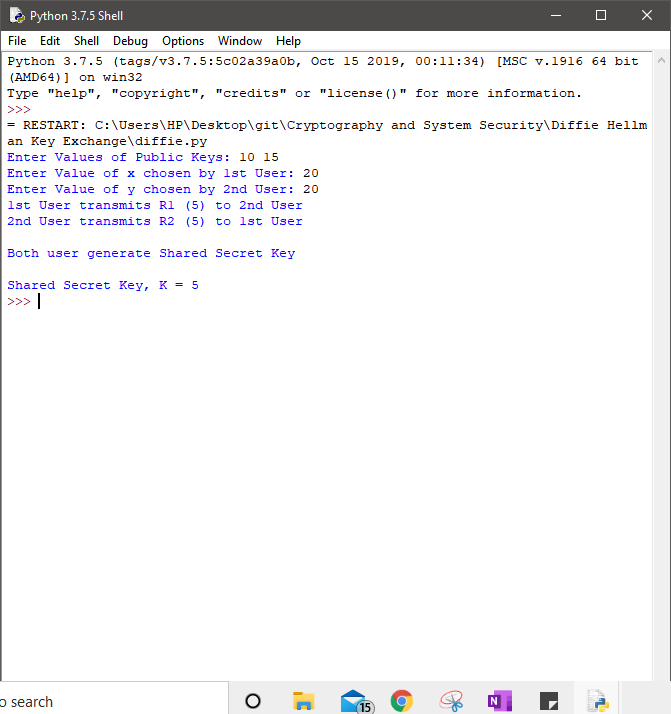 Python 3.7.5 Shell
File Edit Shell Debug Options Window Help
Python 3.7.5 (tags/v3.7.5:5c02a39a0b, Oct 15 2019, 00:11:34) [MSC v.1916 64 bit
(AMD64)] on win32
Type "help", "copyright", "credits" or "license()" for more information.
>>>
= RESTART: C:\Users\HP\Desktop\git\Cryptography and System Security\Diffie Hellm
an Key Exchange\diffie.py
Enter Values of Public Keys: 10 15
Enter Value of x chosen by 1st User: 20
Enter Value of y chosen by 2nd User: 20
1st User transmits R1 (5) to 2nd User
2nd User transmits R2 (5) to 1st User
Both user generate Shared Secret Key
Shared Secret Key, K = 5
>>>
o search
15
N